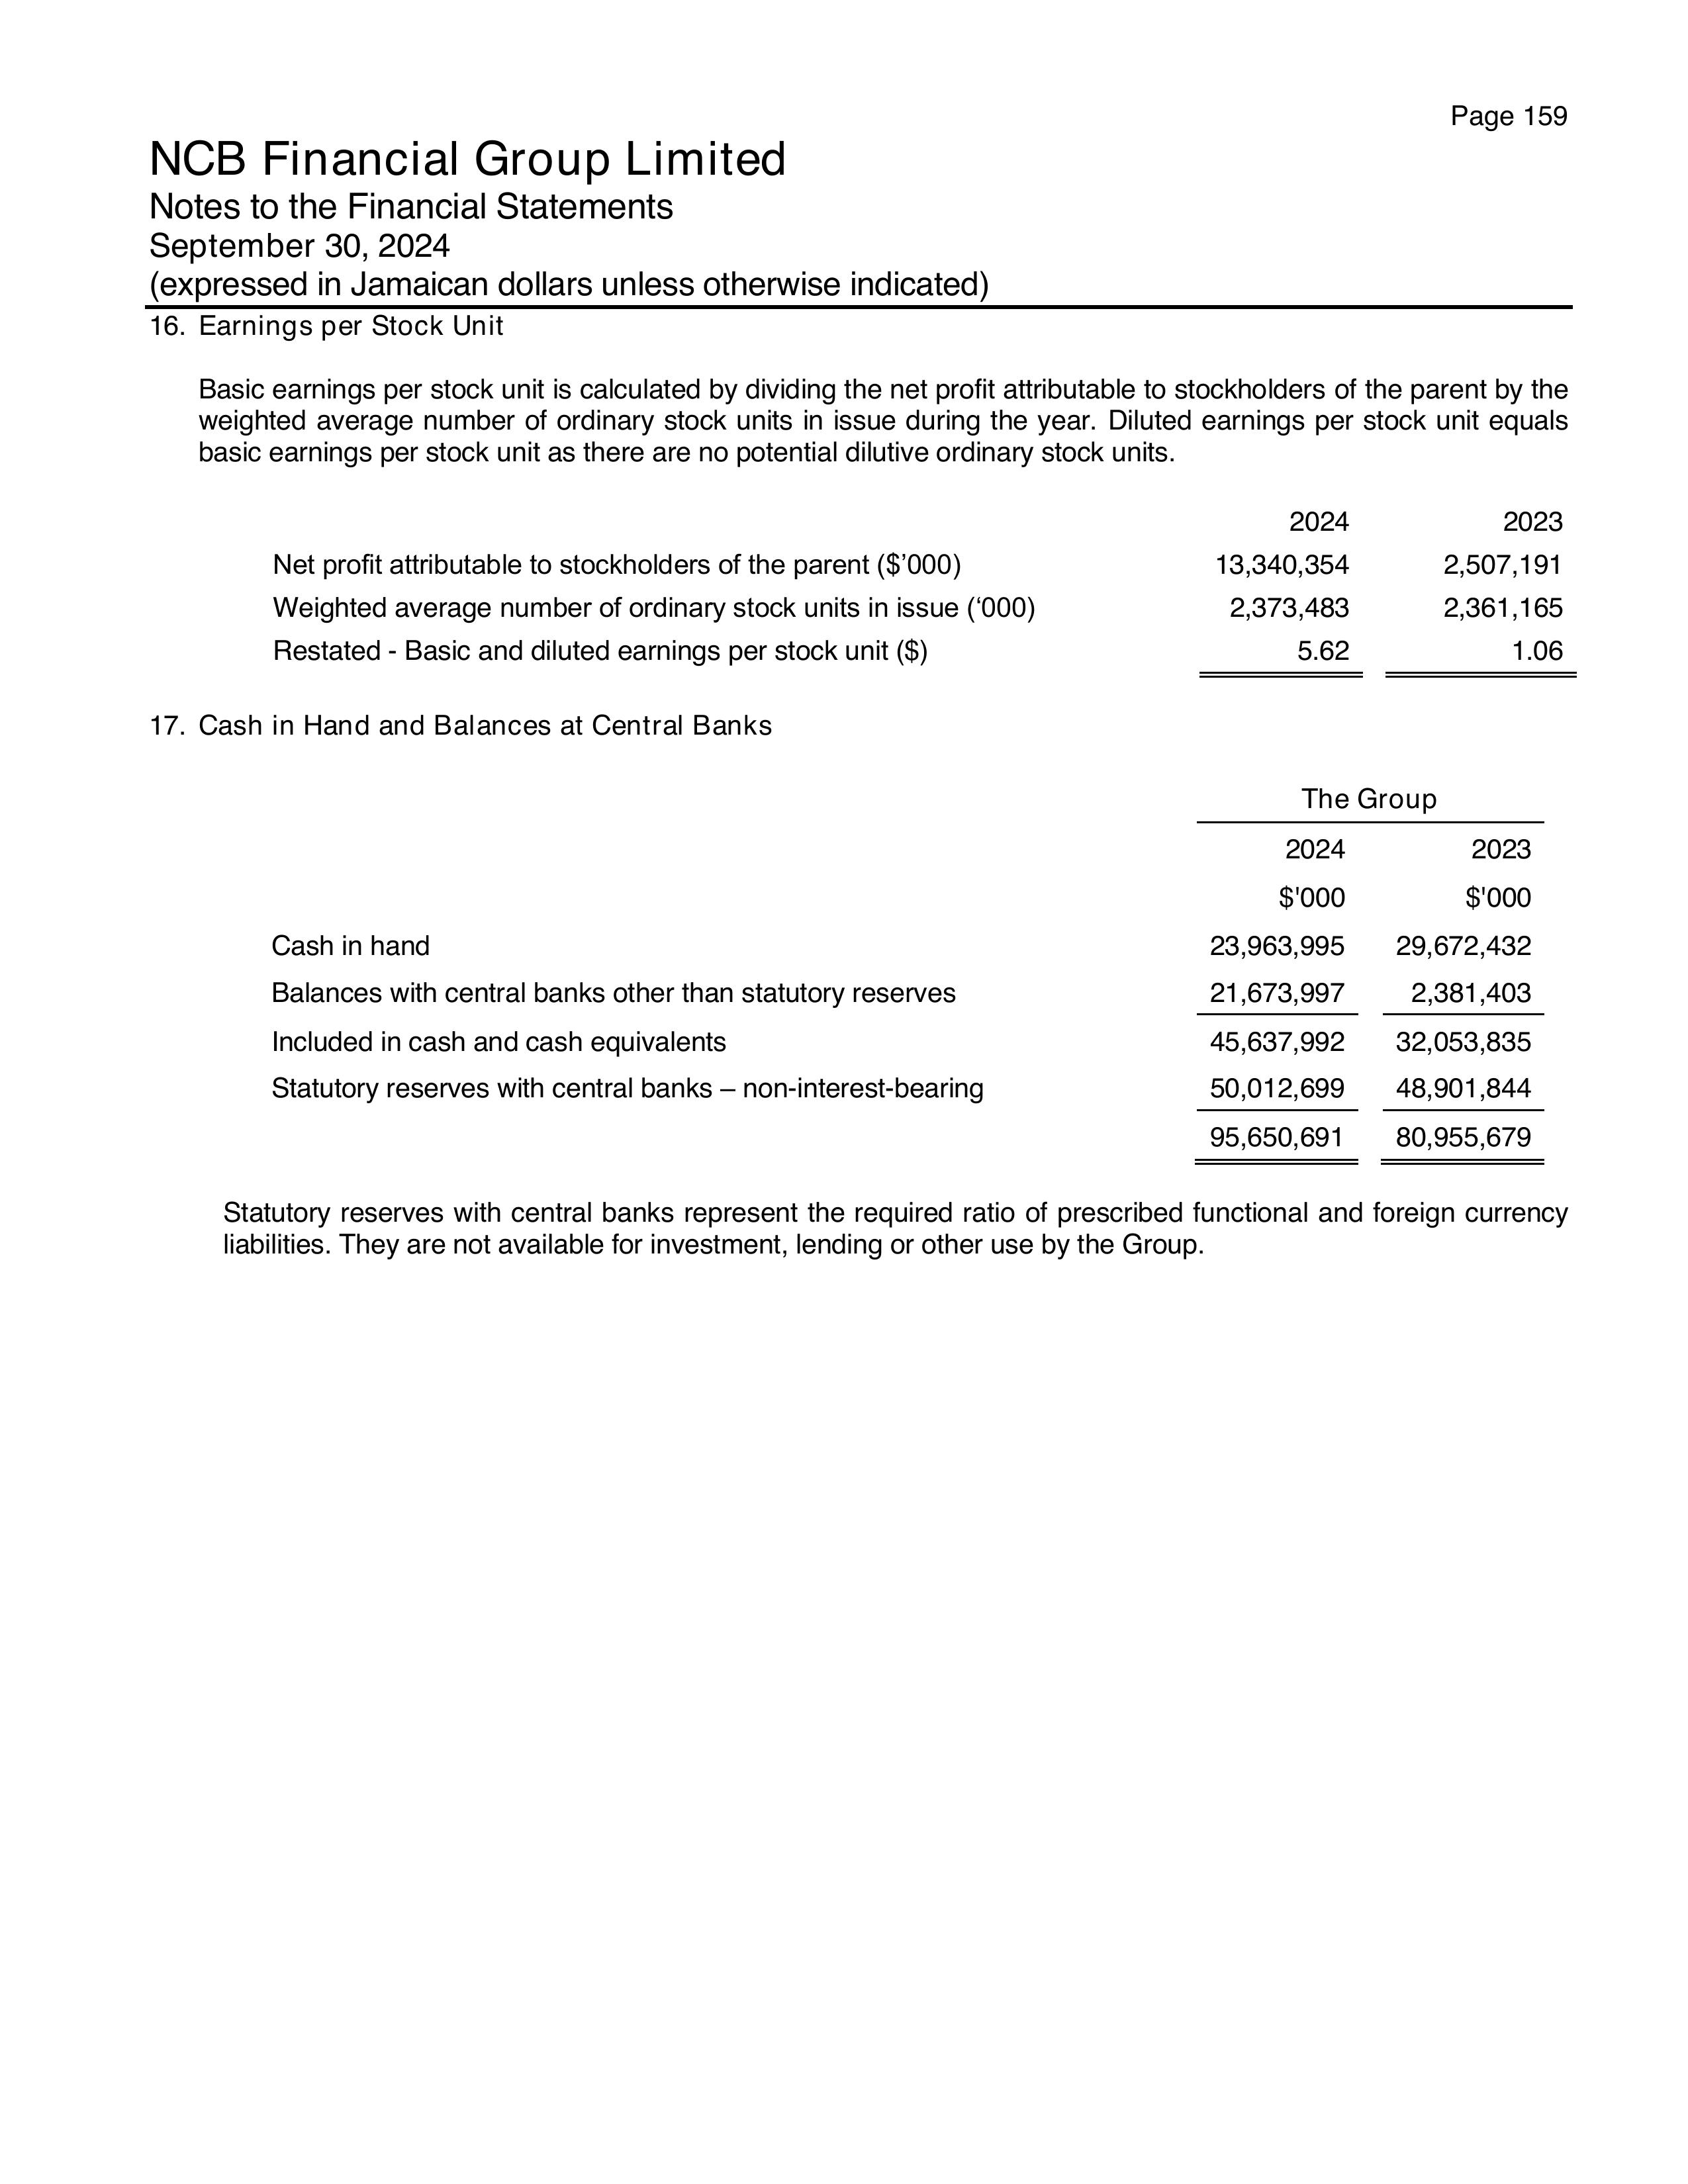 Page 159
NCB Financial Group Limited
Notes to the Financial Statements
September 30, 2024
(expressed in Jamaican dollars unless otherwise indicated)
16. Earnings per Stock Unit
Basic earnings per stock unit is calculated by dividing the net profit attributable to stockholders of the parent by the
weighted average number of ordinary stock units in issue during the year. Diluted earnings per stock unit equals
basic earnings per stock unit as there are no potential dilutive ordinary stock units.
2024 2023
Net profit attributable to stockholders of the parent ($’000) 13,340,354 2,507,191
Weighted average number of ordinary stock units in issue (‘000) 2,373,483 2,361,165
Restated - Basic and diluted earnings per stock unit ($) 5.62 1.06
17. Cash in Hand and Balances at Central Banks
The Group
2024 2023
$'000 $'000
Cash in hand 23,963,995 29,672,432
Balances with central banks other than statutory reserves 21,673,997 2,381,403
Included in cash and cash equivalents 45,637,992 32,053,835
Statutory reserves with central banks – non-interest-bearing 50,012,699 48,901,844
95,650,691 80,955,679
Statutory reserves with central banks represent the required ratio of prescribed functional and foreign currency
liabilities. They are not available for investment, lending or other use by the Group.